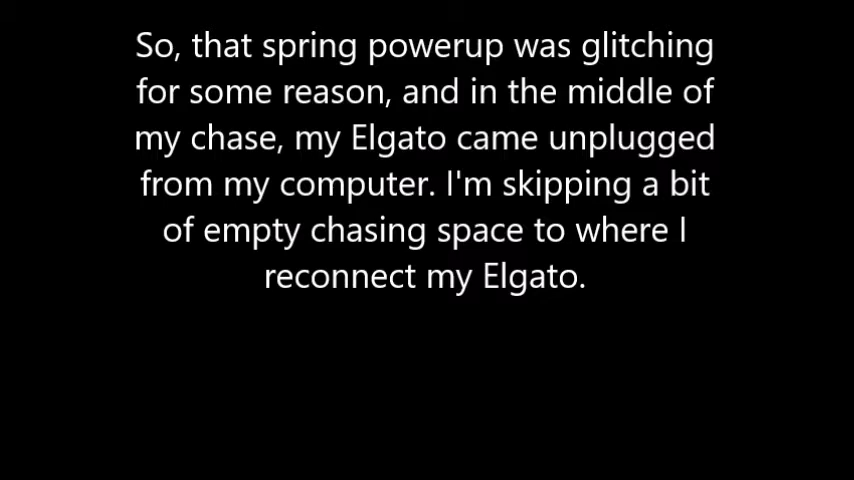 So, that spring powerup was glitching
for some reason, and in the middle of
my chase, my Elgato came unplugged
from my computer. I'm skipping a bit
of empty chasing space to where I
reconnect my Elgato.